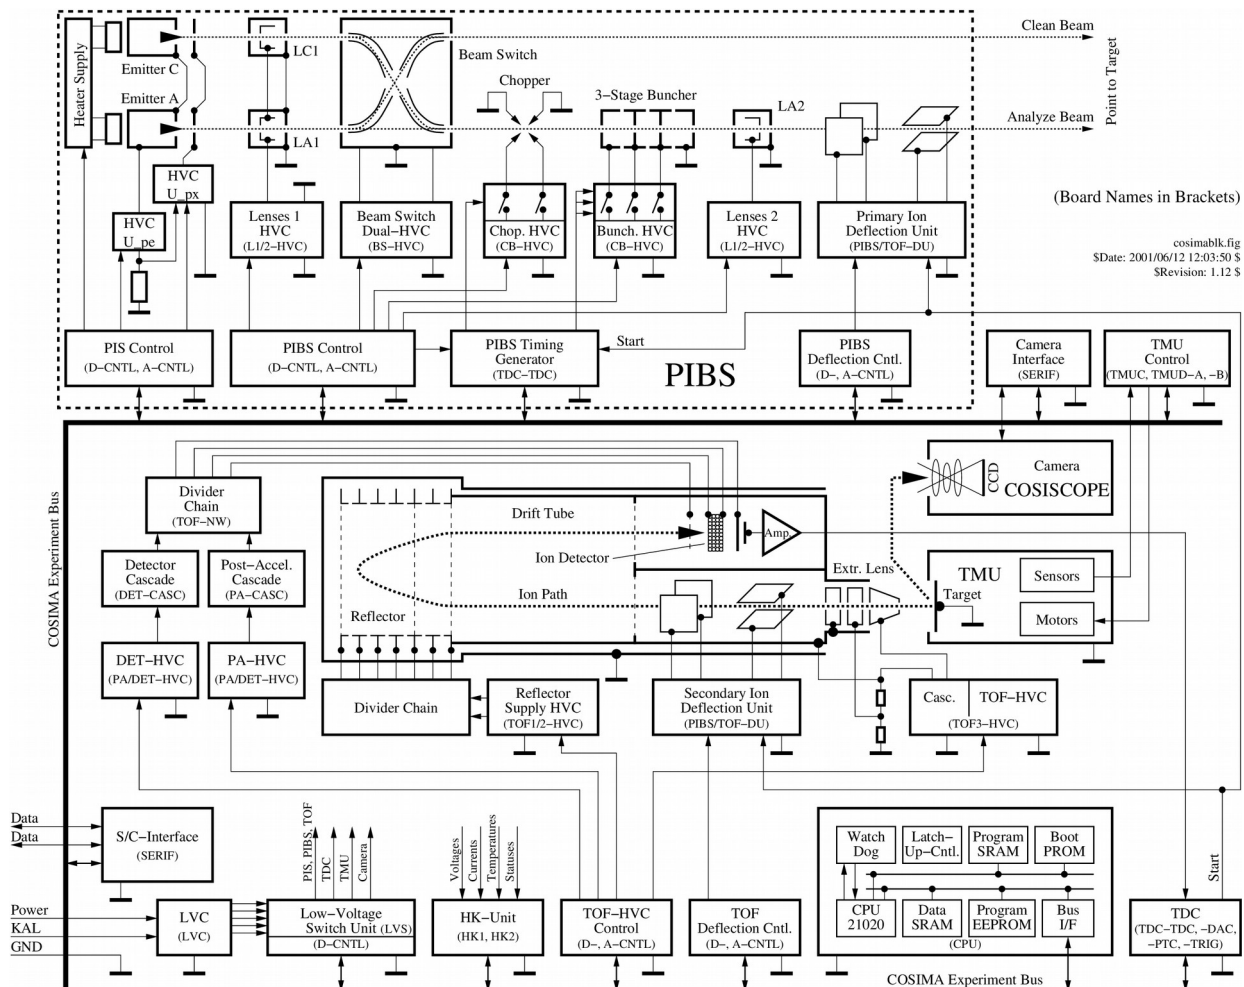 Heater Supply
Emitter C
Emitter A
LC1
LA1
Beam Switch
Chopper
3-Stage Buncher
LA2
Clean Beam
Analyze Beam
Point to Target
HVC
U_px
HVC
U_pe
Lenses 1
HVC
(L1/2-HVC)
Beam Switch
Dual-HVC
(BS-HVC)
Chop. HVC
(CB-HVC)
Bunch. HVC
(CB-HVC)
Lenses 2
HVC
(L1/2-HVC)
Primary Ion
Deflection Unit
(PIBS/TOF-DU)
(Board Names in Brackets)
cosimablk.fig
$Date: 2001/06/12 12:03:50 $
$Revision: 1.12 $
PIS Control
(D-CNTL, A-CNTL)
PIBS Control
(D-CNTL, A-CNTL)
PIBS Timing
Generator
(TDC-TDC)
Start
PIBS
PIBS
Deflection Cntl.
(D-, A-CNTL)
Camera
Interface
(SERIF)
TMU
Control
(TMUC, TMUD-A, -B)
COSIMA Experiment Bus
Divider
Chain
(TOF-NW)
Detector
Cascade
(DET-CASC)
Post-Accel.
Cascade
(PA-CASC)
DET-HVC
(PA/DET-HVC)
PA-HVC
(PA/DET-HVC)
Drift Tube
Ion Detector
Amp.
Ion Path
Reflector
Extr. Lens
CCD
Camera
COSISCOPE
TMU
Target
Sensors
Motors
Divider Chain
Reflector
Supply HVC
(TOF1/2-HVC)
Secondary Ion
Deflection Unit
(PIBS/TOF-DU)
Casc.
TOF-HVC
(TOF3-HVC)
Data
Data
S/C-Interface
(SERIF)
Power
KAL
GND
LVC
(LVC)
PIS, PIBS, TOF
TDC
TMU
Camera
Low-Voltage
Switch Unit (LVS)
(D-CNTL)
Voltages
Currents
Temperatures
Statuses
HK-Unit
(HK1, HK2)
TOF-HVC
Control
(D-, A-CNTL)
TOF
Deflection Cntl.
(D-, A-CNTL)
Watch
Dog
Latch-
Up-Cntl.
Program
SRAM
Boot
PROM
CPU
21020
Data
SRAM
Program
EEPROM
Bus
I/F
(CPU)
COSIMA Experiment Bus
Start
TDC
(TDC-TDC, -DAC,
-PTC, -TRIG)